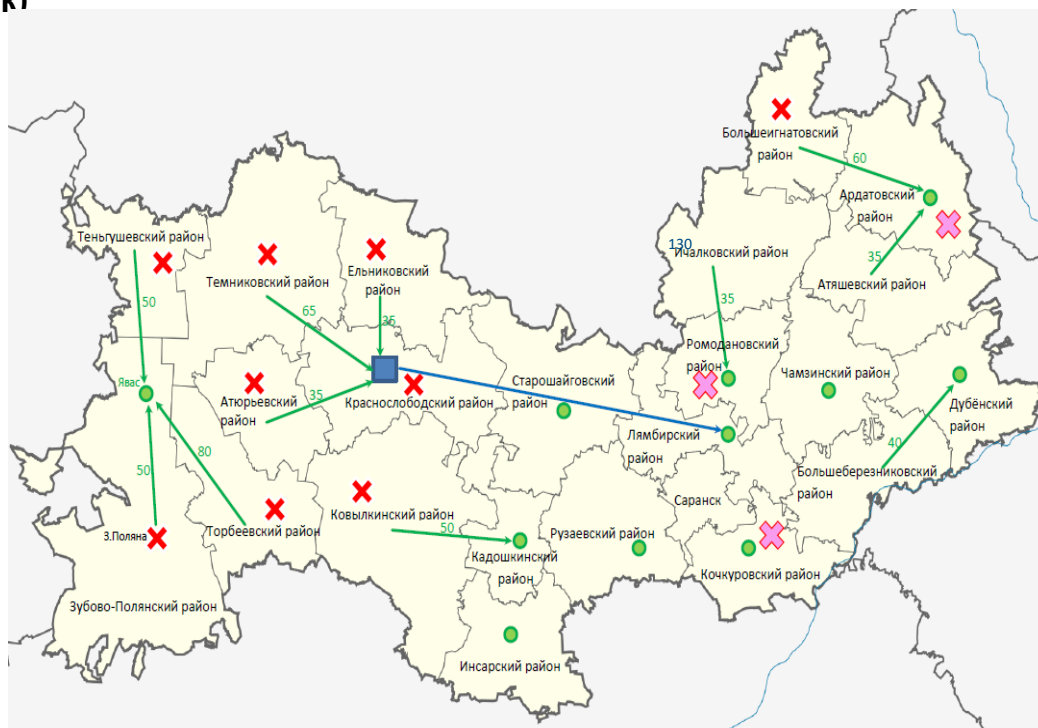 к)
Большеигнатовский
район
60
Ардатовский
район
Теньгушевский район
130
Ичалковский район
Ельниковский
район
Темниковский район
35
Атяшевский район
50
65
35
35
Ромодановский
район
Явас
Старошайговский
район
Чамзинский район
Атюрьевский
район
35
Краснослободский район
Дубёнский
район
Лямбирский
район
80
40
50
Большеберезниковский
район
Саранск
Ковылкинский район
50
З.Поляна
Торбеевский район
Рузаевский район
Кадошкинский
район
Кочкуровский район
Зубово-Полянский район
Инсарский район